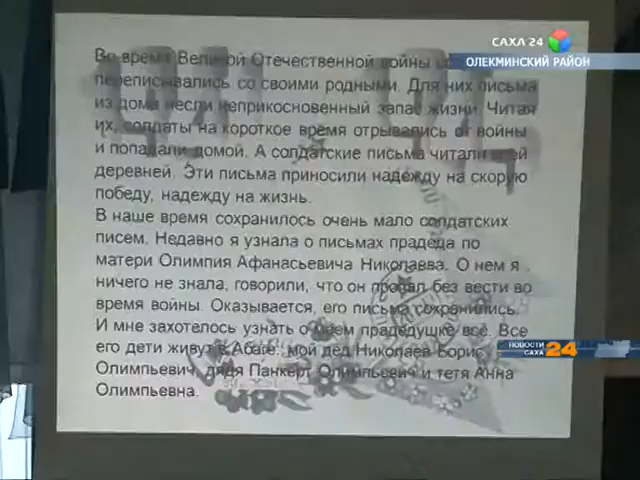 САХА 24
ОЛЕКМИНСКИЙ РАЙОН
Во время Великой Отечественной войны
переписывались со своими родными. Для них письма
из дома несли неприкосновенный запас жизни. Читая
их, солдаты на короткое время отрывались от войны
и попадали домой. А солдатские письма читали всей
деревней. Эти письма приносили надежду на скорую
победу, надежду на жизнь.
В наше время сохранилось очень мало солдатских
писем. Недавно я узнала о письмах прадеда по
матери Олимпия Афанасьевича Николаева. О нем я
ничего не знала, говорили, что он пропал без вести во
время войны. Оказывается, его письма сохранились.
И мне захотелось узнать о моем прадедушке всё. Все
его дети живут в Абаге: мой дед Николаев Борис
Олимпьевич, дядя Панкерт Олимпьевич и тетя Анна
Олимпьевна.
НОВОСТИ
САХА 24